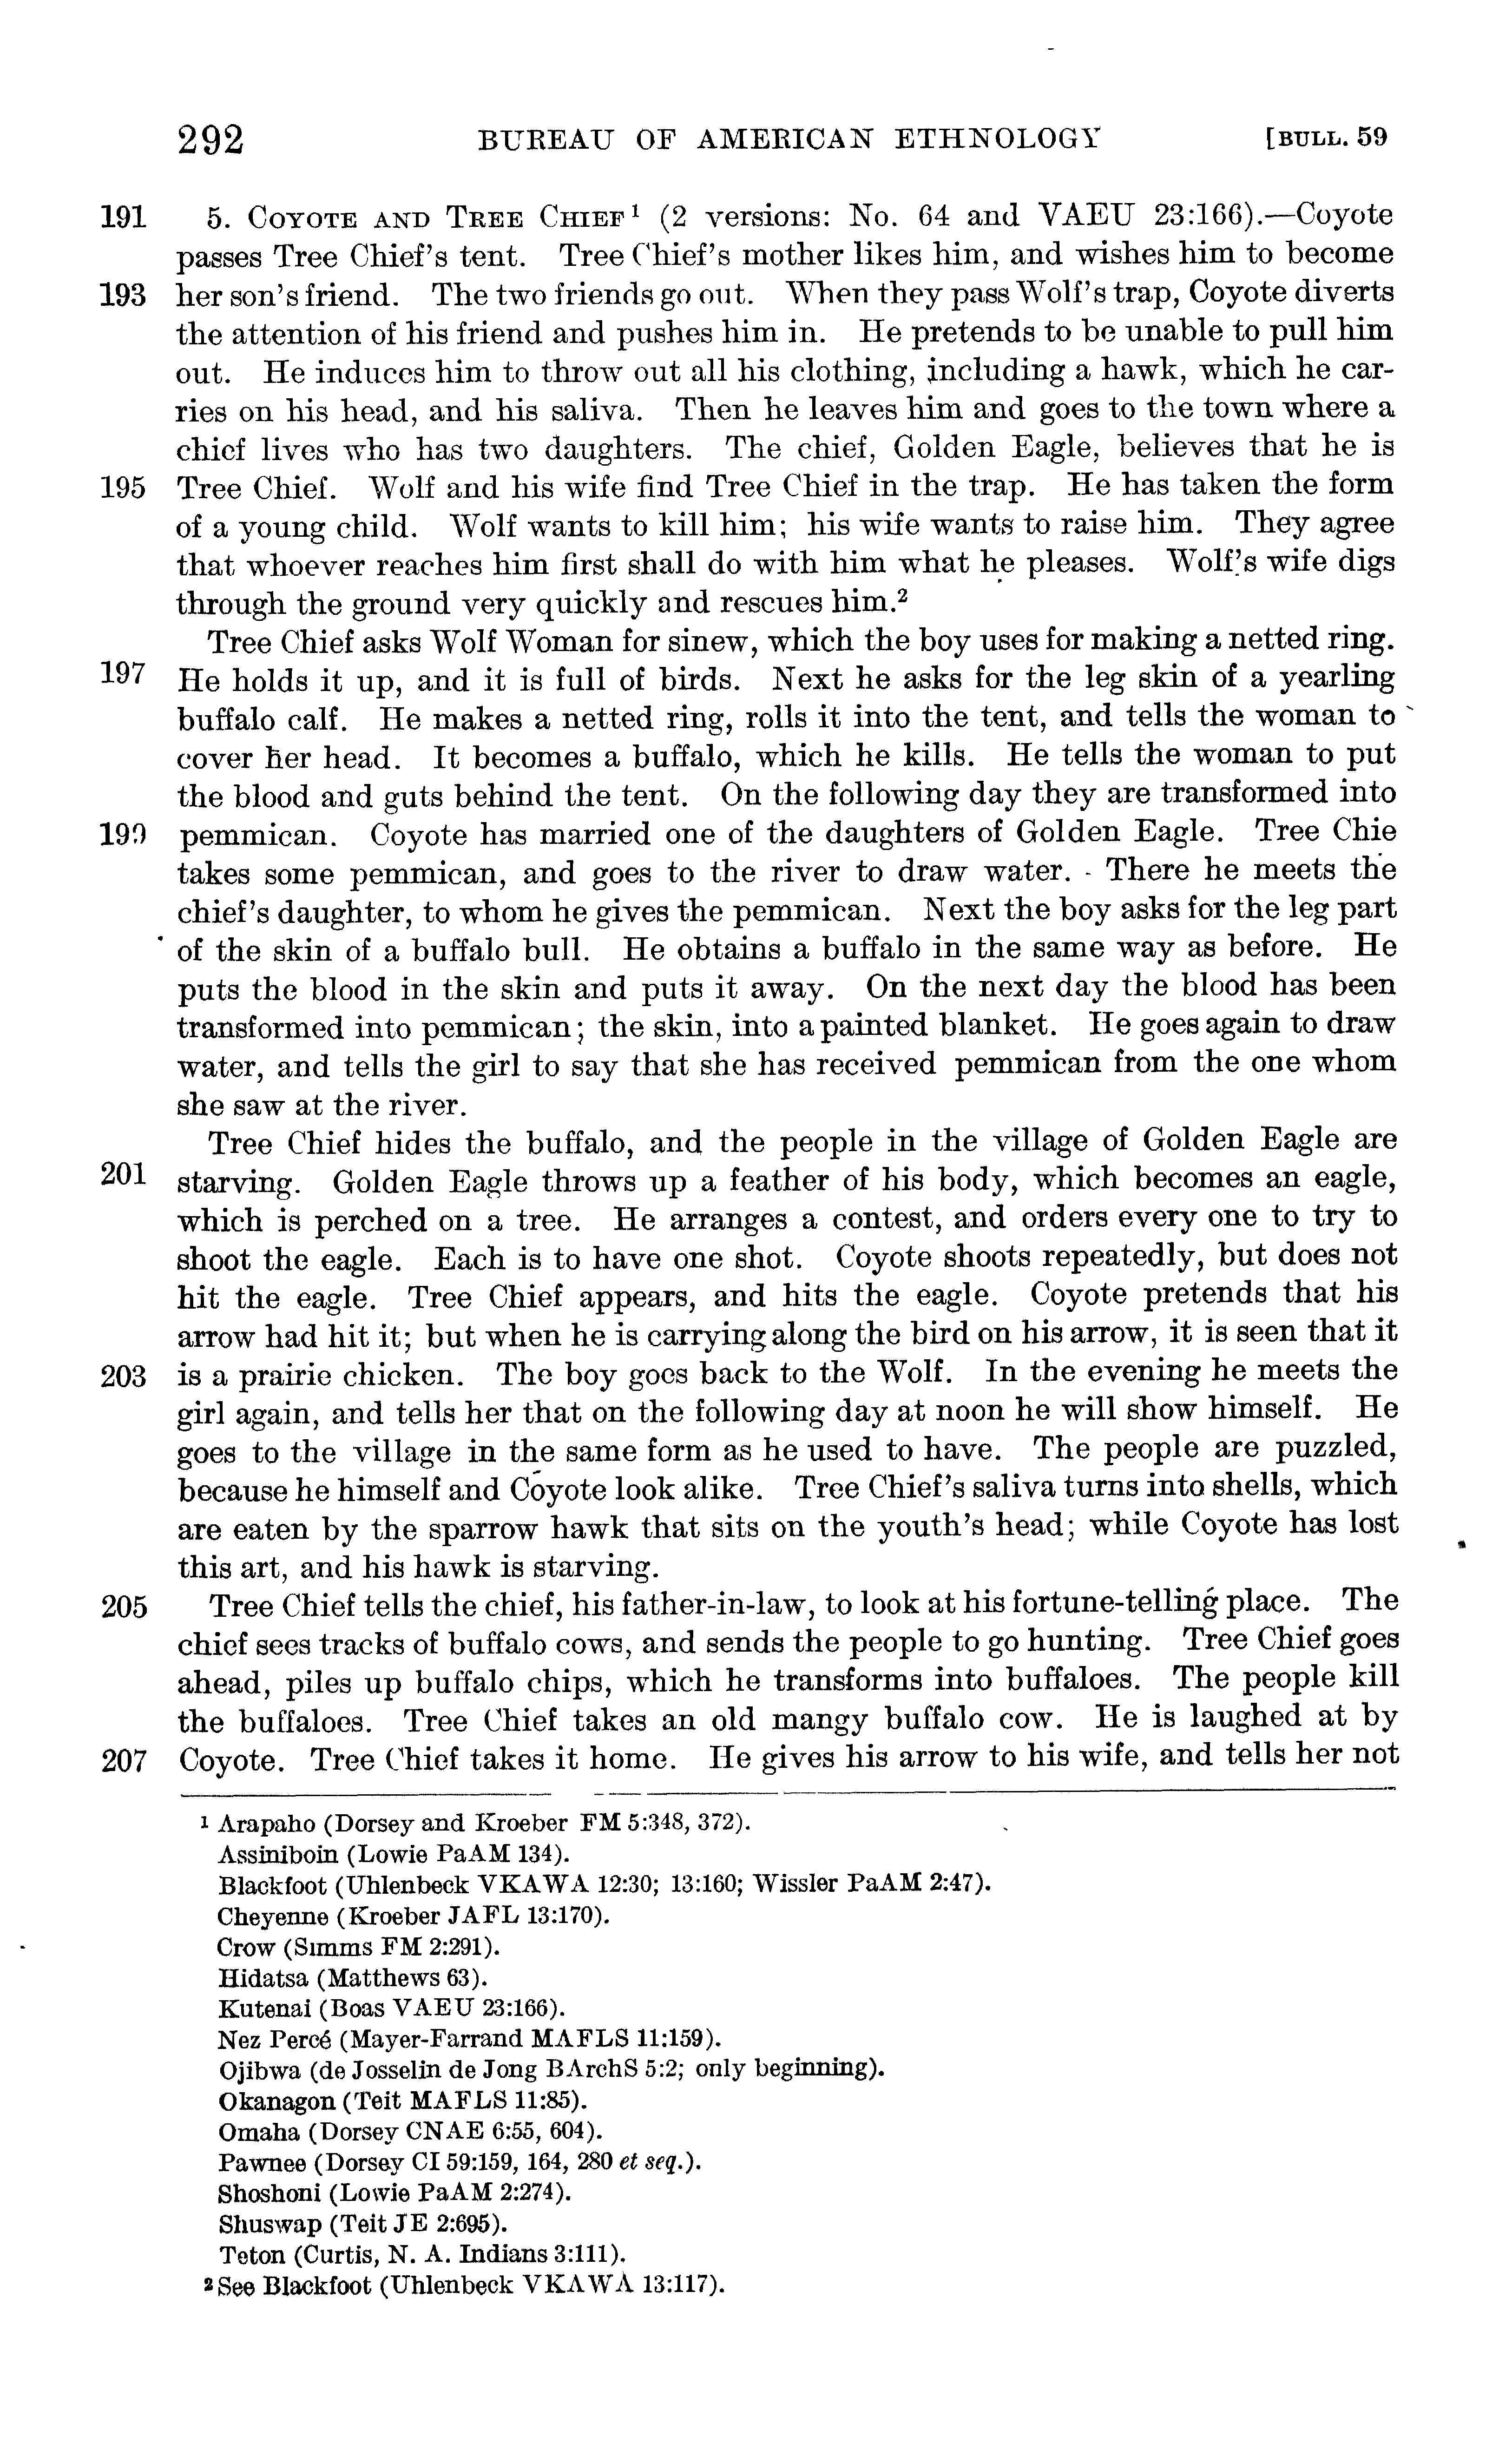 292 BUREAU OF AMERICAN ETHNOLOGY [BULL. 59
191 5. COYOTE AND TREE CHIEF¹ (2 versions: No. 64 and VAEU 23:166).—Coyote
passes Tree Chief's tent. Tree Chief's mother likes him, and wishes him to become
193 her son's friend. The two friends go out. When they pass Wolf's trap, Coyote diverts
the attention of his friend and pushes him in. He pretends to be unable to pull him
out. He induces him to throw out all his clothing, including a hawk, which he car-
ries on his head, and his saliva. Then he leaves him and goes to the town where a
chief lives who has two daughters. The chief, Golden Eagle, believes that he is
195 Tree Chief. Wolf and his wife find Tree Chief in the trap. He has taken the form
of a young child. Wolf wants to kill him; his wife wants to raise him. They agree
that whoever reaches him first shall do with him what he pleases. Wolf's wife digs
through the ground very quickly and rescues him.²
Tree Chief asks Wolf Woman for sinew, which the boy uses for making a netted ring.
197 He holds it up, and it is full of birds. Next he asks for the leg skin of a yearling
buffalo calf. He makes a netted ring, rolls it into the tent, and tells the woman to
cover her head. It becomes a buffalo, which he kills. He tells the woman to put
the blood and guts behind the tent. On the following day they are transformed into
199 pemmican. Coyote has married one of the daughters of Golden Eagle. Tree Chie
takes some pemmican, and goes to the river to draw water. There he meets the
chief's daughter, to whom he gives the pemmican. Next the boy asks for the leg part
of the skin of a buffalo bull. He obtains a buffalo in the same way as before. He
puts the blood in the skin and puts it away. On the next day the blood has been
transformed into pemmican; the skin, into a painted blanket. He goes again to draw
water, and tells the girl to say that she has received pemmican from the one whom
she saw at the river.
Tree Chief hides the buffalo, and the people in the village of Golden Eagle are
201 starving. Golden Eagle throws up a feather of his body, which becomes an eagle,
which is perched on a tree. He arranges a contest, and orders every one to try to
shoot the eagle. Each is to have one shot. Coyote shoots repeatedly, but does not
hit the eagle. Tree Chief appears, and hits the eagle. Coyote pretends that his
arrow had hit it; but when he is carrying along the bird on his arrow, it is seen that it
203 is a prairie chicken. The boy goes back to the Wolf. In the evening he meets the
girl again, and tells her that on the following day at noon he will show himself. He
goes to the village in the same form as he used to have. The people are puzzled,
because he himself and Coyote look alike. Tree Chief's saliva turns into shells, which
are eaten by the sparrow hawk that sits on the youth's head; while Coyote has lost
this art, and his hawk is starving.
205 Tree Chief tells the chief, his father-in-law, to look at his fortune-telling place. The
chief sees tracks of buffalo cows, and sends the people to go hunting. Tree Chief goes
ahead, piles up buffalo chips, which he transforms into buffaloes. The people kill
the buffaloes. Tree Chief takes an old mangy buffalo cow. He is laughed at by
207 Coyote. Tree Chief takes it home. He gives his arrow to his wife, and tells her not
¹ Arapaho (Dorsey and Kroeber FM 5:348, 372).
Assiniboin (Lowie PaAM 134).
Blackfoot (Uhlenbeck VKAWA 12:30; 13:160; Wissler PaAM 2:47).
Cheyenne (Kroeber JAFL 13:170).
Crow (Simms FM 2:291).
Hidatsa (Matthews 63).
Kutenai (Boas VAEU 23:166).
Nez Percé (Mayer-Farrand MAFLS 11:159).
Ojibwa (de Josselin de Jong BArchS 5:2; only beginning).
Okanagon (Teit MAFLS 11:85).
Omaha (Dorsey CNAE 6:55, 604).
Pawnee (Dorsey CI 59:159, 164, 280 et seq.).
Shoshoni (Lowie PaAM 2:274).
Shuswap (Teit JE 2:695).
Teton (Curtis, N. A. Indians 3:111).
² See Blackfoot (Uhlenbeck VKAWA 13:117).